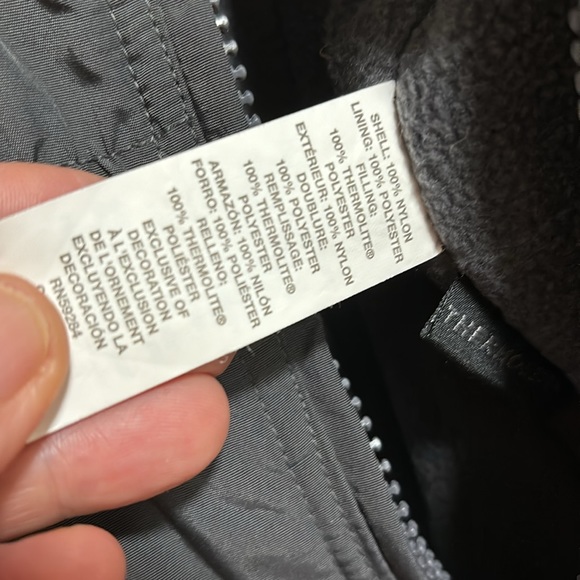 SHELL: 100% NYLON
LINING: 100% POLYESTER
FILLING:
100% THERMOLITE®
POLYESTER
EXTÉRIEUR: 100% NYLON
DOUBLURE:
100% POLYESTER
REMPLISSAGE:
100% THERMOLITE®
POLYESTER
ARMAZÓN: 100% NILÓN
FORRO: 100% POLIÉSTER
RELLENO:
100% THERMOLITE®
POLIÉSTER
EXCLUSIVE OF
DECORATION
À L'EXCLUSION
DE L'ORNEMENT
EXCLUYENDO LA
DECORACIÓN
RN59284